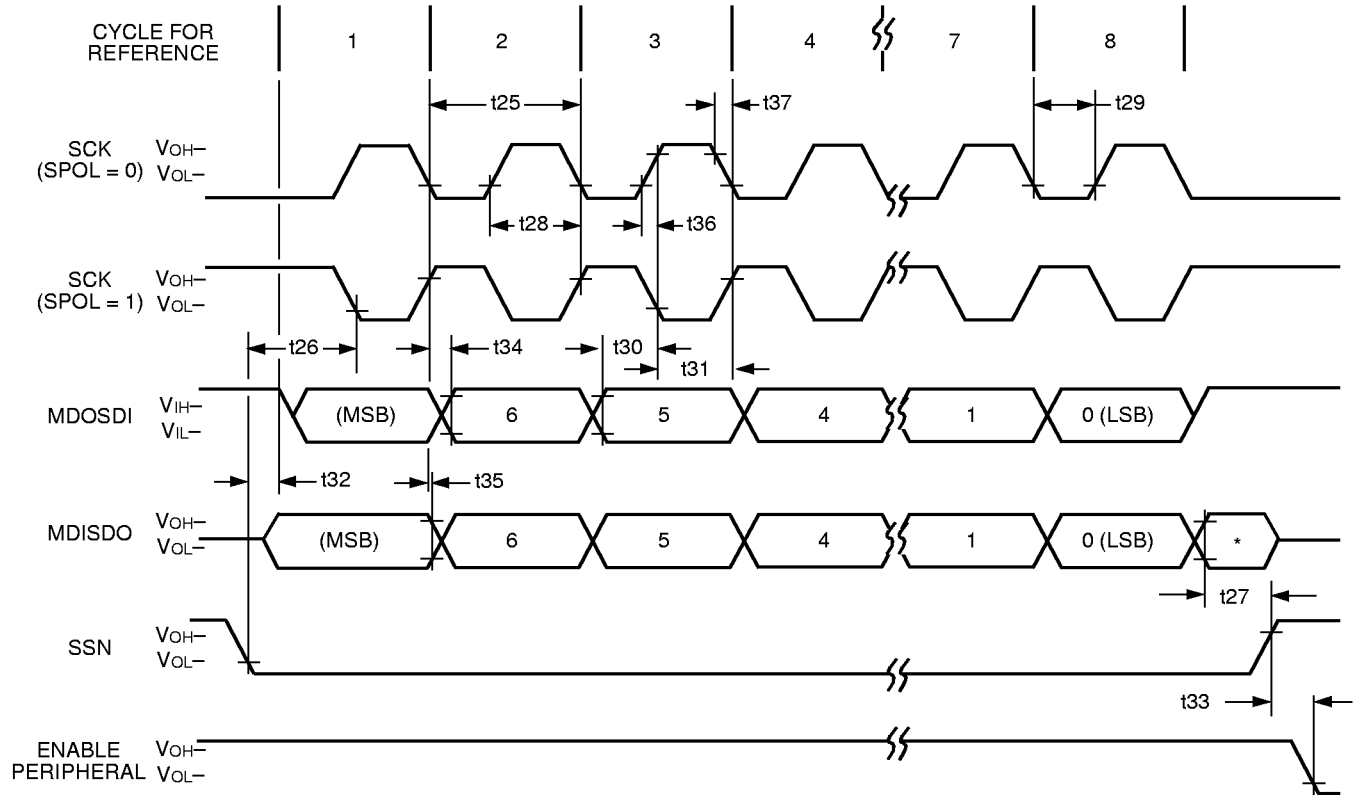 CYCLE FOR
REFERENCE
1 2 3 4 7 8
t25 t37 t29
SCK
(SPOL = 0)
VOH–
VOL–
t28 t36
SCK
(SPOL = 1)
VOH–
VOL–
t26 t34 t30
t31
MDOSDI
VIH–
VIL–
(MSB) 6 5 4 1 0 (LSB)
t32 t35
MDISDO
VOH–
VOL–
(MSB) 6 5 4 1 0 (LSB) *
t27
SSN
VOH–
VOL–
t33
ENABLE
PERIPHERAL
VOH–
VOL–